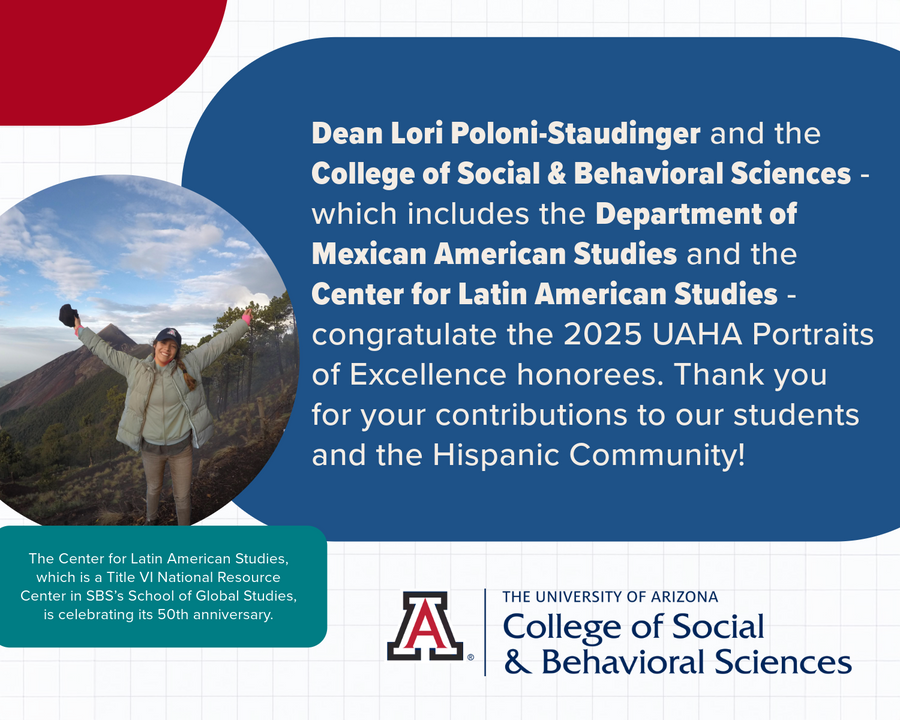 Dean Lori Poloni-Staudinger and the
College of Social & Behavioral Sciences -
which includes the Department of
Mexican American Studies and the
Center for Latin American Studies -
congratulate the 2025 UAHA Portraits
of Excellence honorees. Thank you
for your contributions to our students
and the Hispanic Community!
The Center for Latin American Studies,
which is a Title VI National Resource
Center in SBS's School of Global Studies,
is celebrating its 50th anniversary.
A ®
THE UNIVERSITY OF ARIZONA
College of Social
& Behavioral Sciences